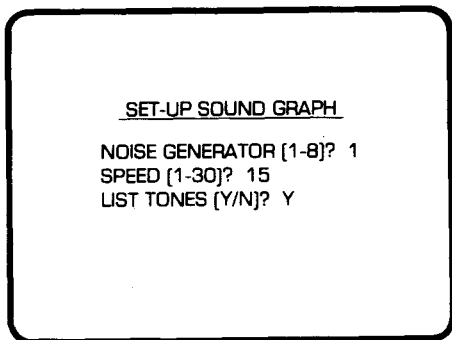 SET-UP SOUND GRAPH
NOISE GENERATOR (1-8)? 1
SPEED (1-30)? 15
LIST TONES (Y/N)? Y